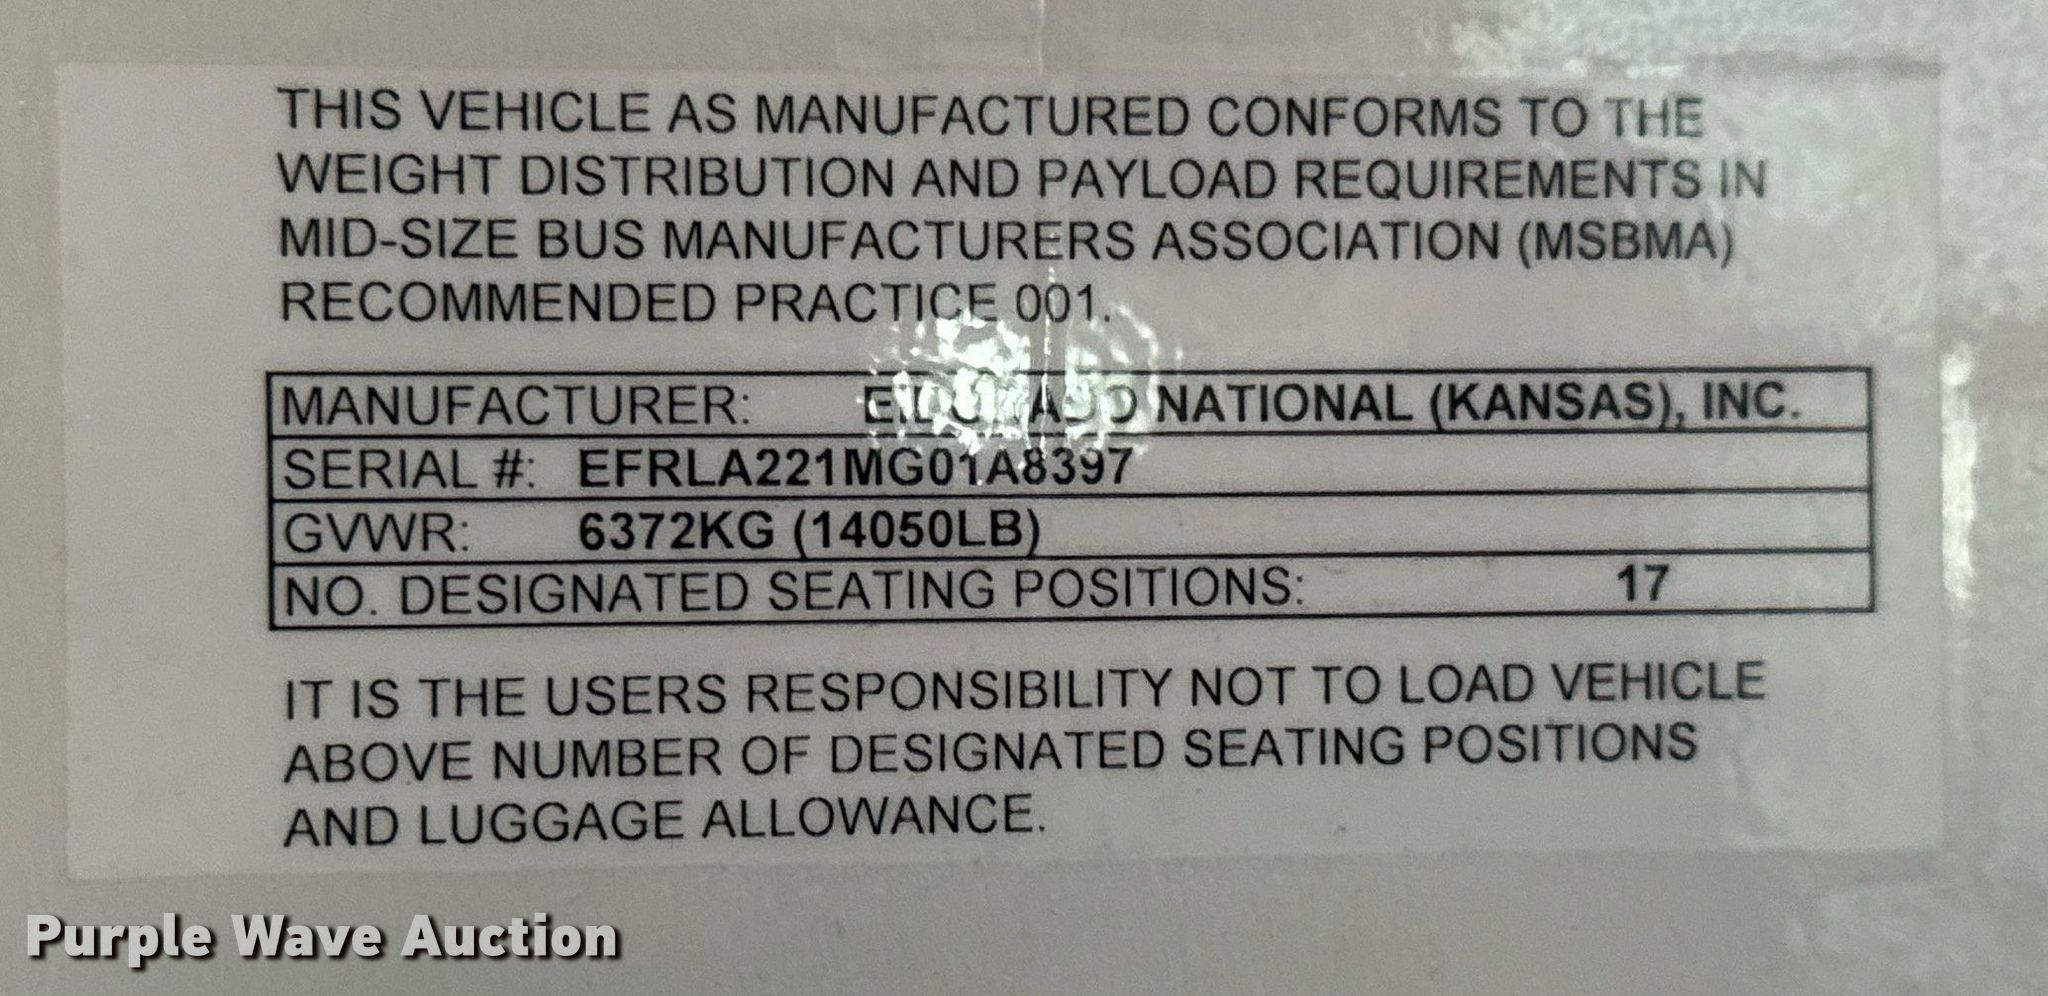 THIS VEHICLE AS MANUFACTURED CONFORMS TO THE
WEIGHT DISTRIBUTION AND PAYLOAD REQUIREMENTS IN
MID-SIZE BUS MANUFACTURERS ASSOCIATION (MSBMA)
RECOMMENDED PRACTICE 001.
MANUFACTURER: NATIONAL (KANSAS), INC.
SERIAL #: EFRLA221MG01A8397
GVWR: 6372KG (14050LB)
NO. DESIGNATED SEATING POSITIONS: 17
IT IS THE USERS RESPONSIBILITY NOT TO LOAD VEHICLE
ABOVE NUMBER OF DESIGNATED SEATING POSITIONS
AND LUGGAGE ALLOWANCE.
Purple Wave Auction